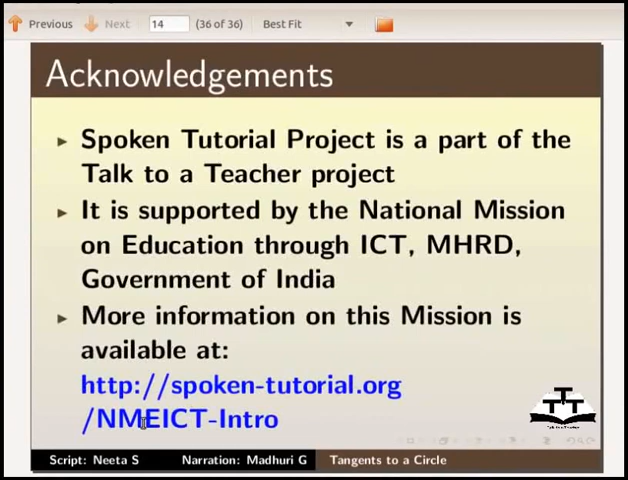 Previous Next 14 (36 of 36) Best Fit
Acknowledgements
Spoken Tutorial Project is a part of the
Talk to a Teacher project
It is supported by the National Mission
on Education through ICT, MHRD,
Government of India
More information on this Mission is
available at:
http://spoken-tutorial.org
/NMEICT-Intro
Script: Neeta S Narration: Madhuri G Tangents to a Circle